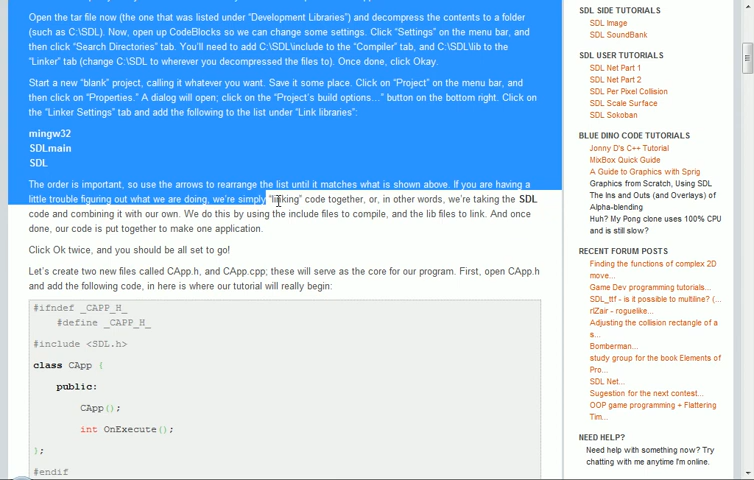 Open the tar file now (the one that was listed under “Development Libraries”) and decompress the contents to a folder
(such as C:\SDL). Now, open up CodeBlocks so we can change some settings. Click “Settings” on the menu bar, and
then click “Search Directories” tab. You’ll need to add C:\SDL\include to the “Compiler” tab, and C:\SDL\lib to the
“Linker” tab (change C:\SDL to wherever you decompressed the files to). Once done, click Okay.
Start a new “blank” project, calling it whatever you want. Save it some place. Click on “Project” on the menu bar, and
then click on “Properties.” A dialog will open; click on the “Project’s build options…” button on the bottom right. Click on
the “Linker Settings” tab and add the following to the list under “Link libraries”:
mingw32
SDLmain
SDL
The order is important, so use the arrows to rearrange the list until it matches what is shown above. If you are having a
little trouble figuring out what we are doing, we’re simply “linking” code together, or, in other words, we’re taking the SDL
code and combining it with our own. We do this by using the include files to compile, and the lib files to link. And once
done, our code is put together to make one application.
Click Ok twice, and you should be all set to go!
Let’s create two new files called CApp.h, and CApp.cpp; these will serve as the core for our program. First, open CApp.h
and add the following code, in here is where our tutorial will really begin:
#ifndef _CAPP_H_
#define _CAPP_H_
#include <SDL.h>
class CApp {
public:
CApp();
int OnExecute();
};
#endif
SDL SIDE TUTORIALS
SDL Image
SDL SoundBank
SDL USER TUTORIALS
SDL Net Part 1
SDL Net Part 2
SDL Per Pixel Collision
SDL Scale Surface
SDL Sokoban
BLUE DINO CODE TUTORIALS
Jonny D's C++ Tutorial
MixBox Quick Guide
A Guide to Graphics with Sprig
Graphics from Scratch, Using SDL
The Ins and Outs (and Overlays) of
Alpha-blending
Huh? My Pong clone uses 100% CPU
and is still slow?
RECENT FORUM POSTS
Finding the functions of complex 2D
move...
Game Dev programming tutorials...
SDL_ttf - is it possible to multiline? (...
rlZair - roguelike...
Adjusting the collision rectangle of a
s...
Bomberman...
study group for the book Elements of
Pro...
SDL Net...
Sugestion for the next contest...
OOP game programming + Flattering
Tim...
NEED HELP?
Need help with something now? Try
chatting with me anytime I'm online.